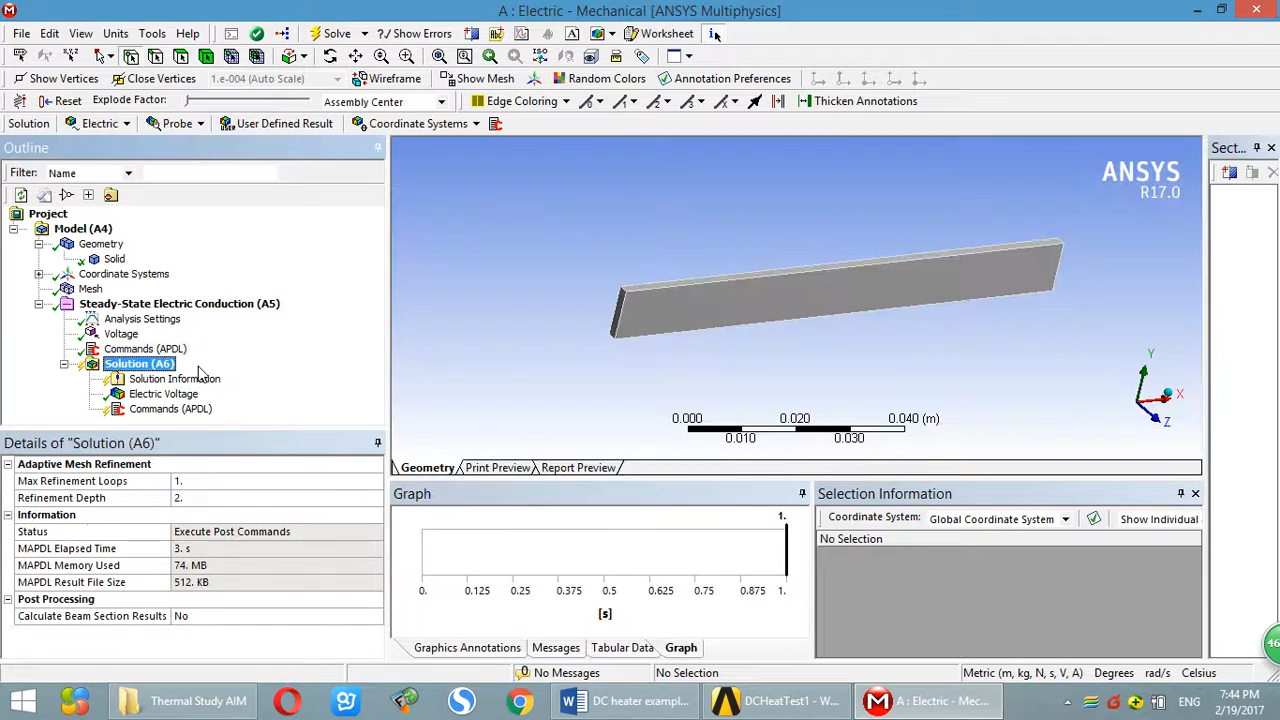 A : Electric - Mechanical [ANSYS Multiphysics]
File Edit View Units Tools Help Solve ?/ Show Errors Worksheet
Show Vertices Close Vertices 1.e-004 (Auto Scale) Wireframe Show Mesh Random Colors Annotation Preferences
Reset Explode Factor: Assembly Center Edge Coloring Thicken Annotations
Solution Electric Probe User Defined Result Coordinate Systems
Outline
Filter: Name
Project
Model (A4)
Geometry
Solid
Coordinate Systems
Mesh
Steady-State Electric Conduction (A5)
Analysis Settings
Voltage
Commands (APDL)
Solution (A6)
Solution Information
Electric Voltage
Commands (APDL)
Details of "Solution (A6)"
Adaptive Mesh Refinement
Max Refinement Loops 1.
Refinement Depth 2.
Information
Status Execute Post Commands
MAPDL Elapsed Time 3. s
MAPDL Memory Used 74. MB
MAPDL Result File Size 512. KB
Post Processing
Calculate Beam Section Results No
ANSYS
R17.0
Y
X
Z
0.000 0.020 0.040 (m)
0.010 0.030
Geometry Print Preview Report Preview
Sect...
Graph
1.
0. 0.125 0.25 0.375 0.5 0.625 0.75 0.875 1.
[s]
Graphics Annotations Messages Tabular Data Graph
Selection Information
Coordinate System: Global Coordinate System Show Individual
No Selection
No Messages No Selection Metric (m, kg, N, s, V, A) Degrees rad/s Celsius
46
Thermal Study AIM DC heater exampl... DCHeatTest1 - W... A : Electric - Mec... ENG
7:44 PM
2/19/2017